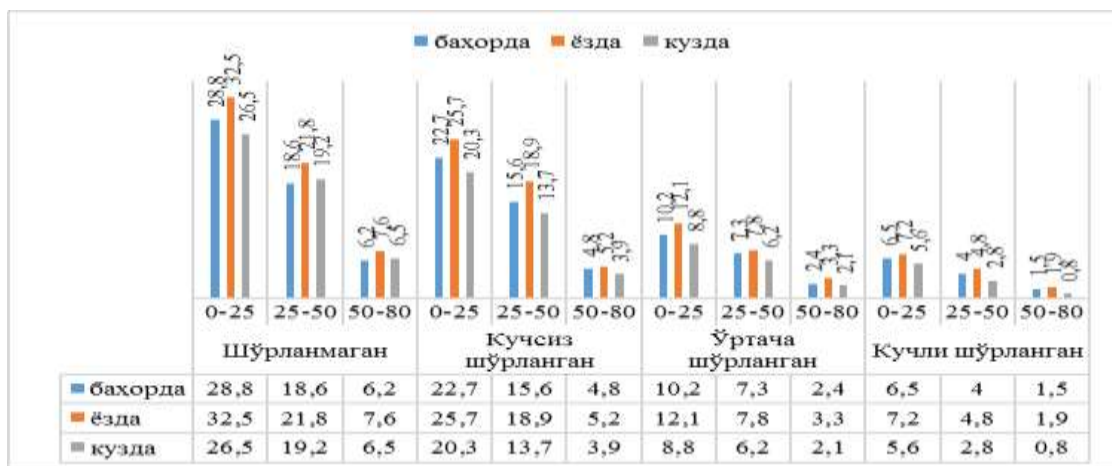 баҳорда ёзда кузда
28,8 32,5 26,5 18,6 21,8 19,2 6,2 7,6 6,5 22,7 25,7 20,3 15,6 18,9 13,7 4,8 5,2 3,9 10,2 12,1 8,8 7,3 7,8 6,2 2,4 3,3 2,1 6,5 7,2 5,6 4 4,8 2,8 1,5 1,9 0,8
0-25 25-50 50-80 0-25 25-50 50-80 0-25 25-50 50-80 0-25 25-50 50-80
Шўрланмаган Кучсиз шўрланган Ўртача шўрланган Кучли шўрланган
баҳорда 28,8 18,6 6,2 22,7 15,6 4,8 10,2 7,3 2,4 6,5 4 1,5
ёзда 32,5 21,8 7,6 25,7 18,9 5,2 12,1 7,8 3,3 7,2 4,8 1,9
кузда 26,5 19,2 6,5 20,3 13,7 3,9 8,8 6,2 2,1 5,6 2,8 0,8